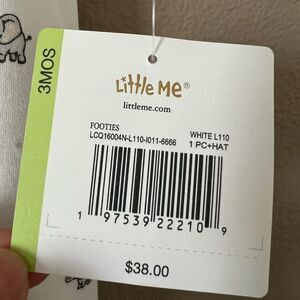 3MOS
Little Me®
littleme.com
FOOTIES
WHITE L110
LCQ16004N-L110-I011-6666
1 PC+HAT
1 97539 22210 9
$38.00